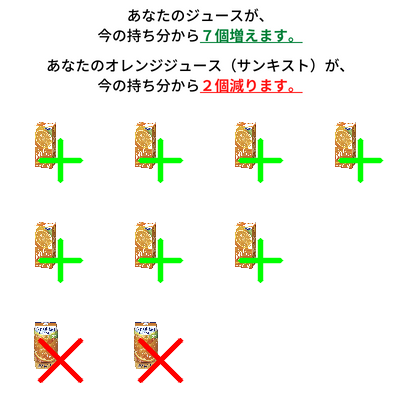 あなたのジュースが、
今の持ち分から７個増えます。
あなたのオレンジジュース（サンキスト）が、
今の持ち分から２個減ります。